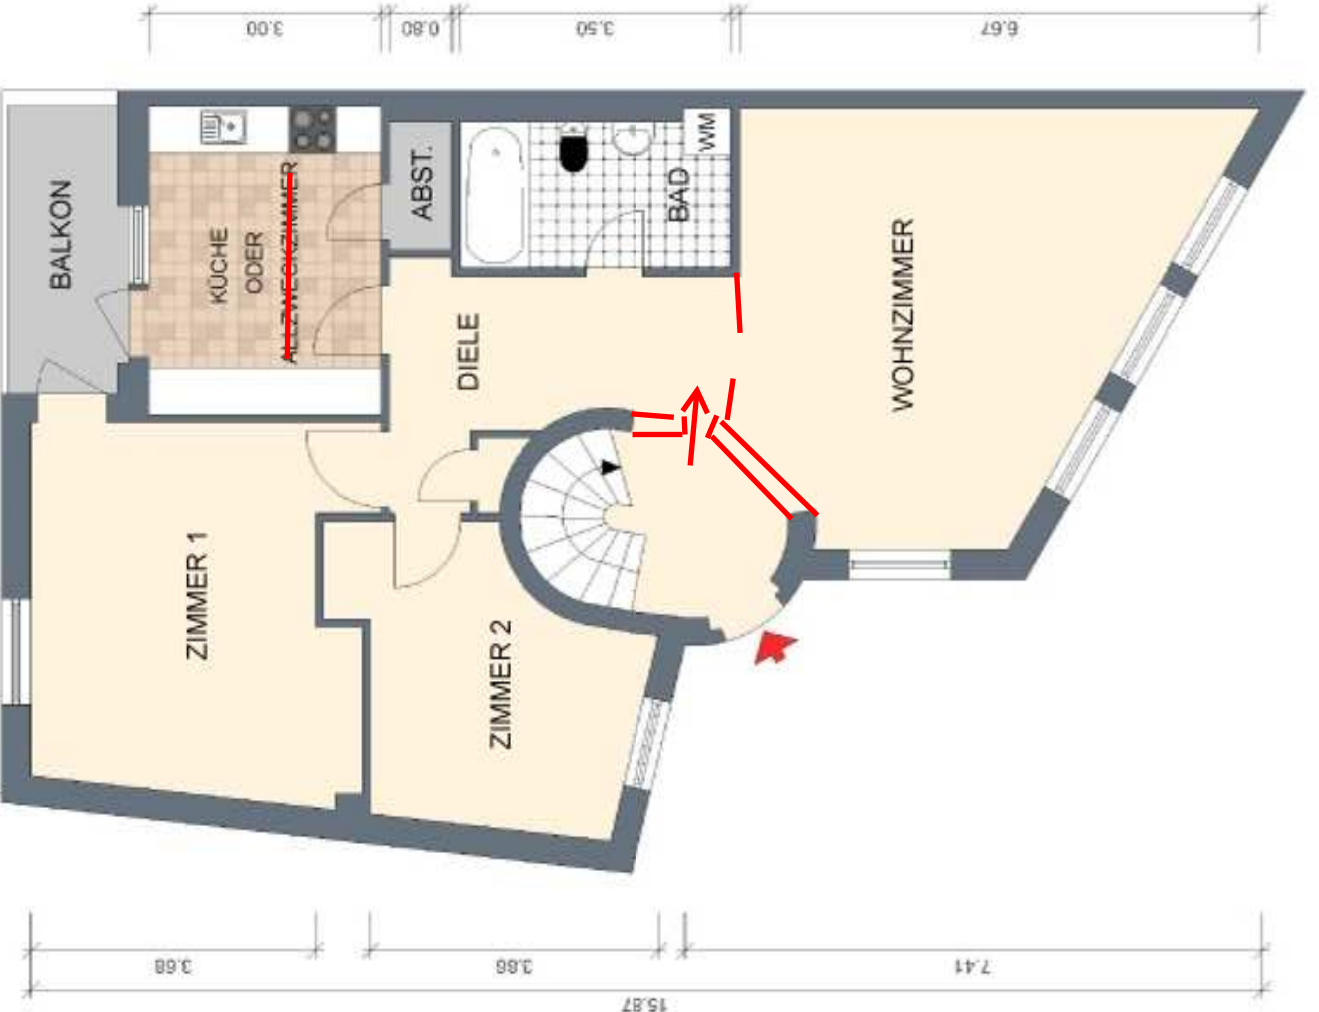 3.00
0.80
3.50
6.67
BALKON
KÜCHE
ODER
ALLZWECKZIMMER
ABST.
BAD
WM
DIELE
WOHNZIMMER
ZIMMER 1
ZIMMER 2
3.68
3.86
7.41
15.87